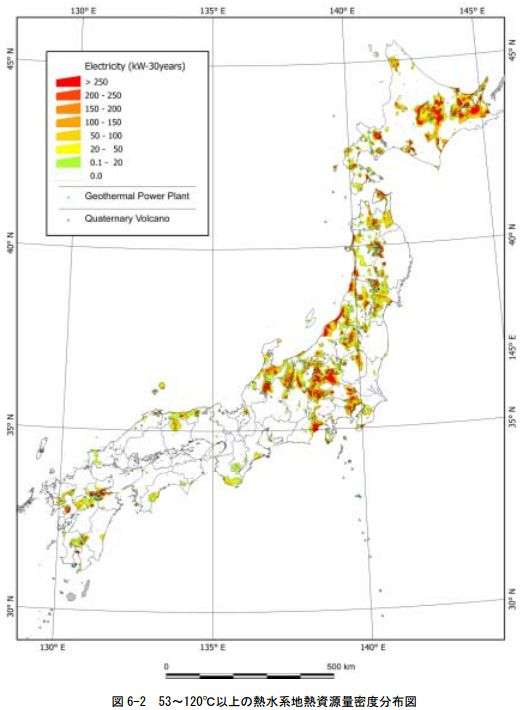 130° E 135° E 140° E 145° E
45° N 45° N
Electricity (kW-30years)
> 250
200 - 250
150 - 200
100 - 150
50 - 100
20 - 50
0.1 - 20
0.0
Geothermal Power Plant
Quaternary Volcano
40° N 40° N
145° E
35° N 35° N
30° N 30° N
130° E 135° E 140° E
0 500 km
図 6-2 53～120℃以上の熱水系地熱資源量密度分布図